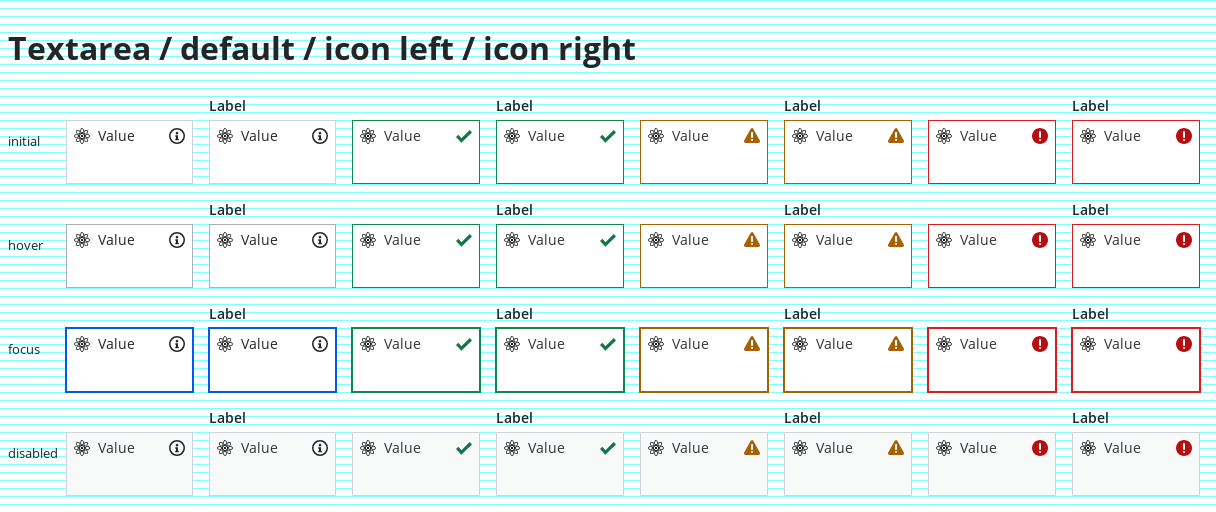 Textarea / default / icon left / icon right
Label Label Label Label
initial Value Value Value Value Value Value Value Value
Label Label Label Label
hover Value Value Value Value Value Value Value Value
Label Label Label Label
focus Value Value Value Value Value Value Value Value
Label Label Label Label
disabled Value Value Value Value Value Value Value Value